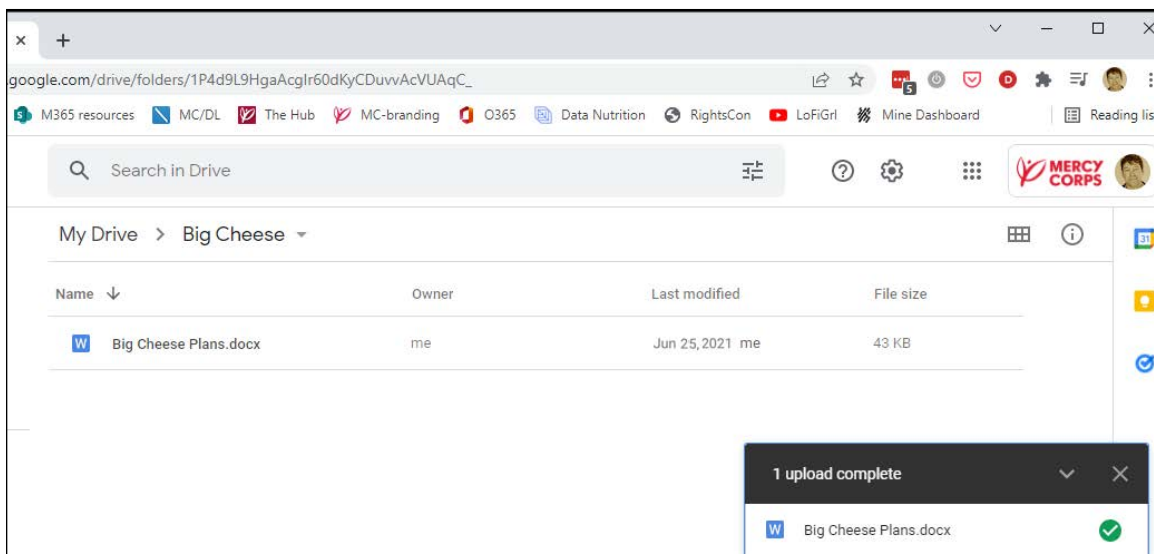 google.com/drive/folders/1P4d9L9HgaAcglr60dKyCDuvvAcVUAqC_
5
D
M365 resources MC/DL The Hub MC-branding O365 Data Nutrition RightsCon LoFiGrl Mine Dashboard Reading lis
Search in Drive
MERCY
CORPS
My Drive > Big Cheese
31
Name Owner Last modified File size
W Big Cheese Plans.docx me Jun 25, 2021 me 43 KB
1 upload complete
W Big Cheese Plans.docx